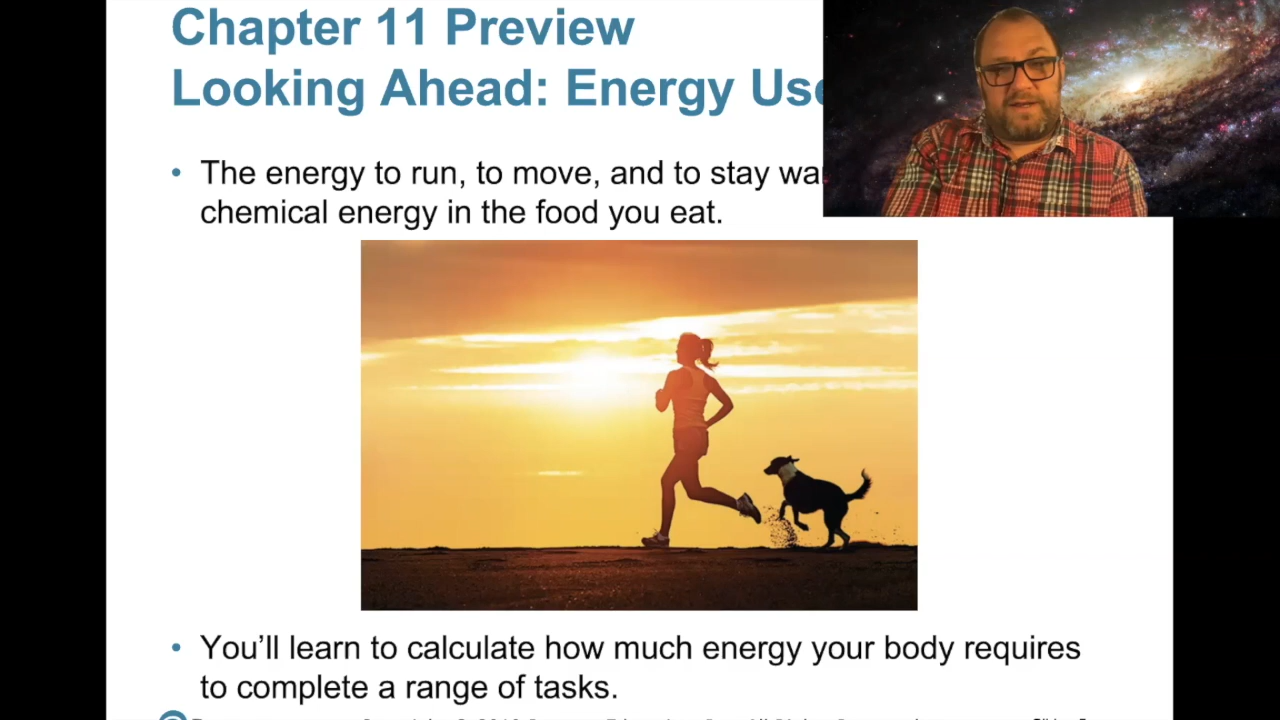 Chapter 11 Preview
Looking Ahead: Energy Use
• The energy to run, to move, and to stay wa
chemical energy in the food you eat.
• You’ll learn to calculate how much energy your body requires
to complete a range of tasks.